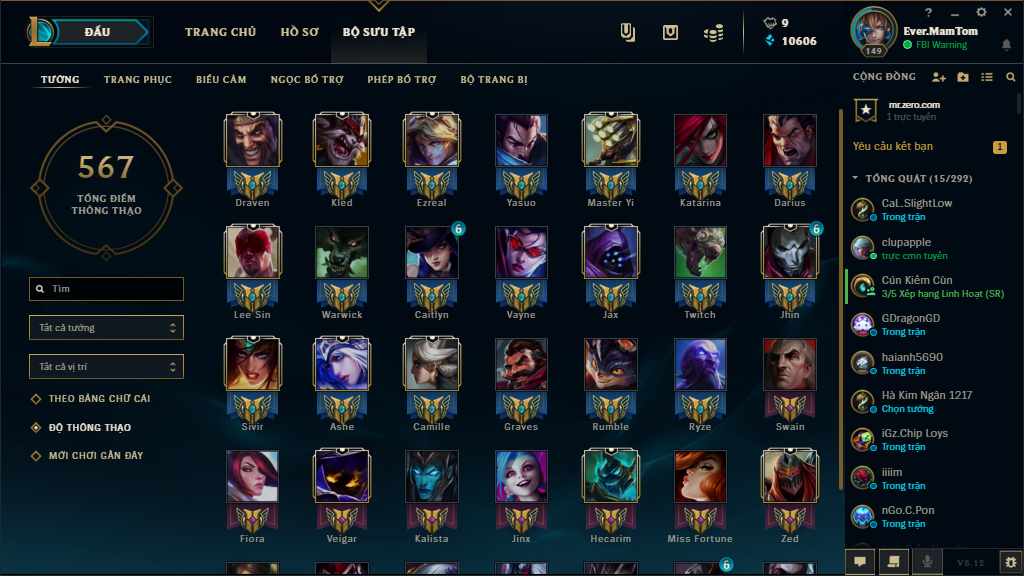 ĐẤU
TRANG CHỦ
HỒ SƠ
BỘ SƯU TẬP
9
10606
149
?
Ever.MamTom
FBI Warning
TƯỚNG
TRANG PHỤC
BIỂU CẢM
NGỌC BỔ TRỢ
PHÉP BỔ TRỢ
BỘ TRANG BỊ
CỘNG ĐỒNG
567
TỔNG ĐIỂM
THÔNG THẠO
Tìm
Tất cả tướng
Tất cả vị trí
THEO BẢNG CHỮ CÁI
ĐỘ THÔNG THẠO
MỚI CHƠI GẦN ĐÂY
Draven
Kled
Ezreal
Yasuo
Master Yi
Katarina
Darius
6
6
Lee Sin
Warwick
Caitlyn
Vayne
Jax
Twitch
Jhin
Sivir
Ashe
Camille
Graves
Rumble
Ryze
Swain
Fiora
Veigar
Kalista
Jinx
Hecarim
Miss Fortune
Zed
6
mr.zero.com
1 trực tuyến
Yêu cầu kết bạn
1
TỔNG QUÁT (15/292)
CaL.SlightLow
Trong trận
clupapple
trực cmn tuyến
Cún Kiếm Cùn
3/5 Xếp hạng Linh Hoạt (SR)
GDragonGD
Trong trận
haianh5690
Trong trận
Hà Kim Ngân 1217
Chọn tướng
iGz.Chip Loys
Trong trận
iiiim
Trong trận
nGo.C.Pon
Trong trận
V8.12